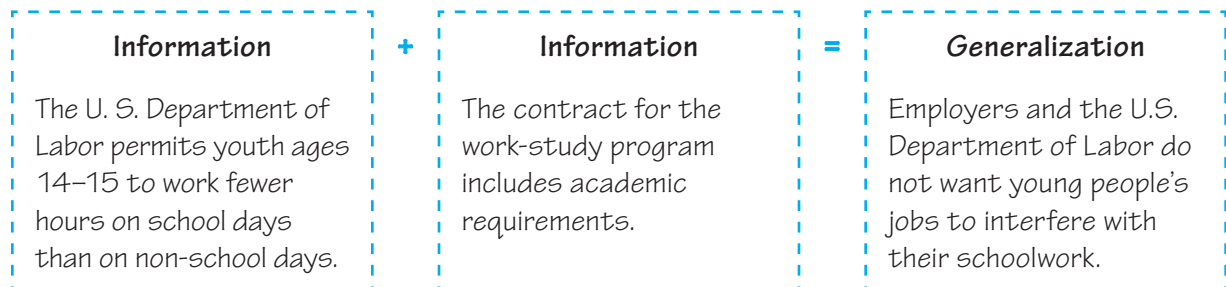 Information + Information = Generalization
The U. S. Department of
Labor permits youth ages
14–15 to work fewer
hours on school days
than on non-school days.
The contract for the
work-study program
includes academic
requirements.
Employers and the U.S.
Department of Labor do
not want young people's
jobs to interfere with
their schoolwork.